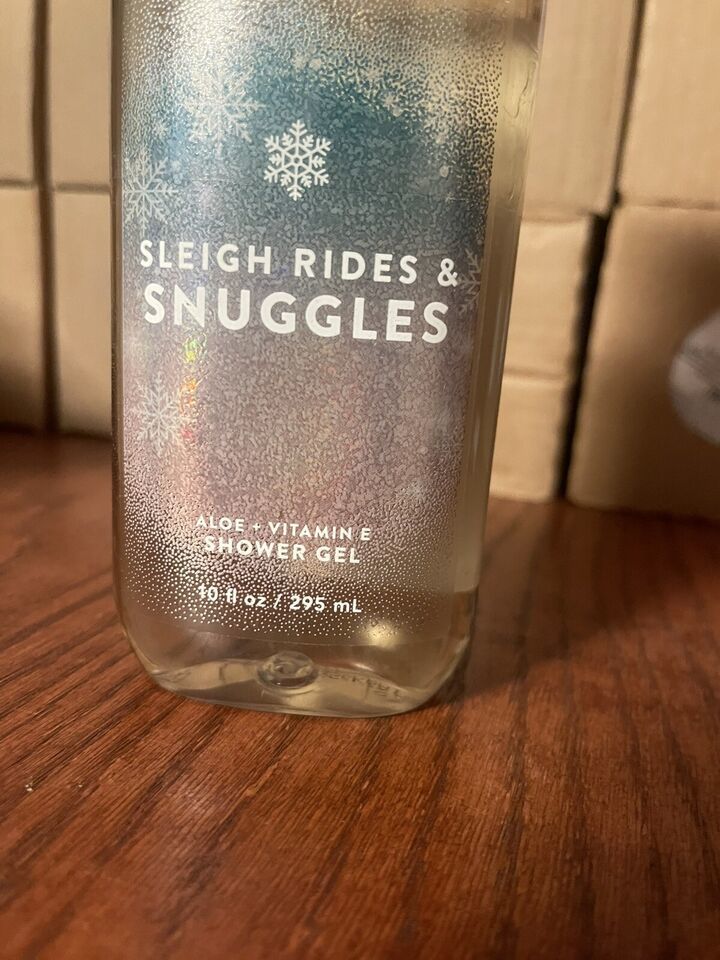 SLEIGH RIDES &
SNUGGLES
ALOE + VITAMIN E
SHOWER GEL
10 fl oz / 295 mL